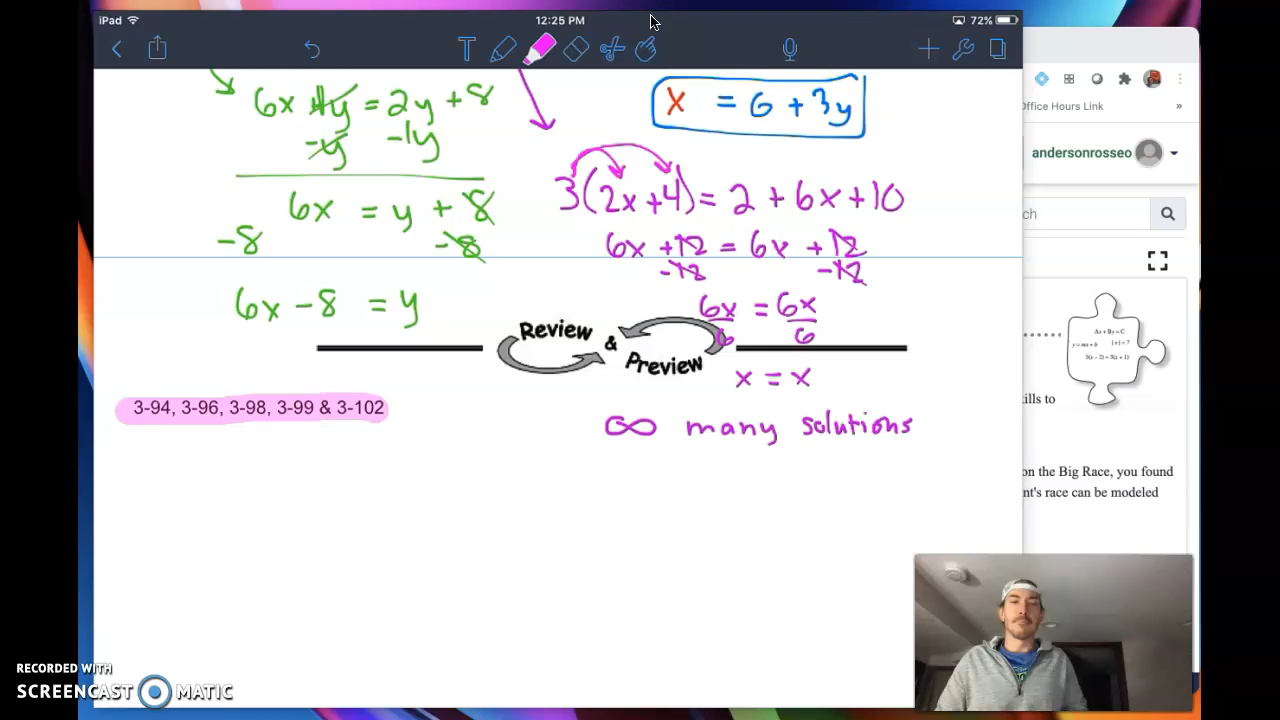 iPad
12:25 PM
72%
6x + y = 2y + 8
-y -1y
6x = y + 8
-8 -8
6x - 8 = y
x = 6 + 3y
3(2x+4) = 2 + 6x + 10
6x + 12 = 6x + 12
-12 -12
6x = 6x
6 6
x = x
∞ many solutions
Review & Preview
3-94, 3-96, 3-98, 3-99 & 3-102
Office Hours Link
»
andersonrosseo
ch
Ax + By = C
ills to
on the Big Race, you found
nt's race can be modeled
RECORDED WITH
SCREENCAST MATIC